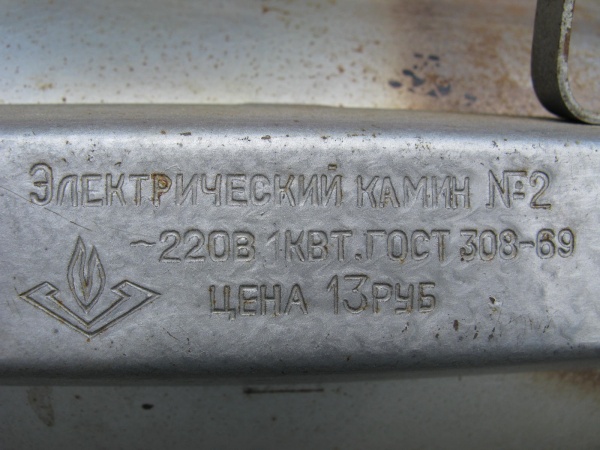 Электрический камин №2
~220В 1КВТ.ГОСТ 308-69
ЦЕНА 13РУБ